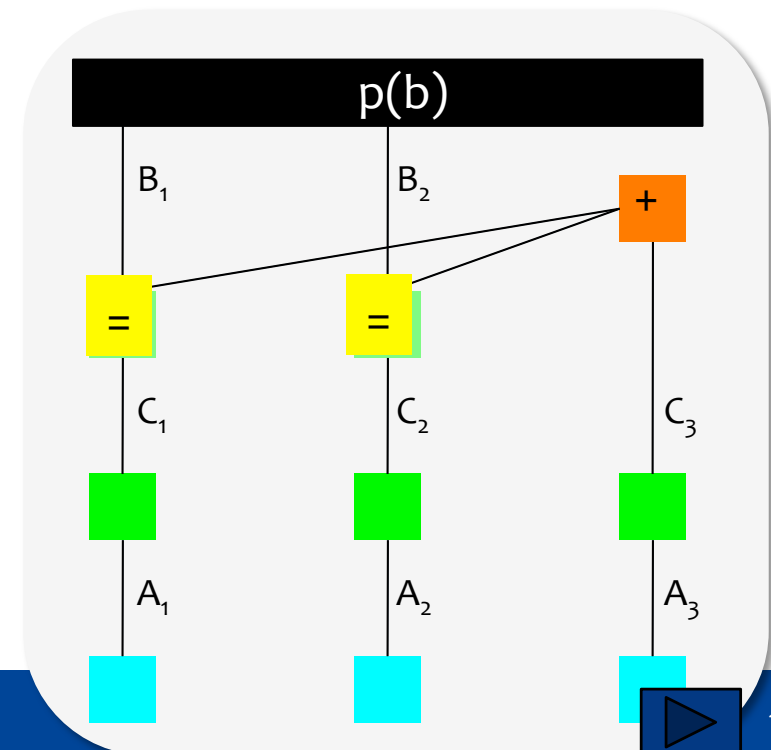 p(b)
B₁ B₂
+
= =
C₁ C₂ C₃
A₁ A₂ A₃